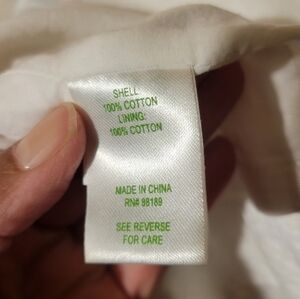 SHELL
100% COTTON
LINING:
100% COTTON
MADE IN CHINA
RN# 98189
SEE REVERSE
FOR CARE